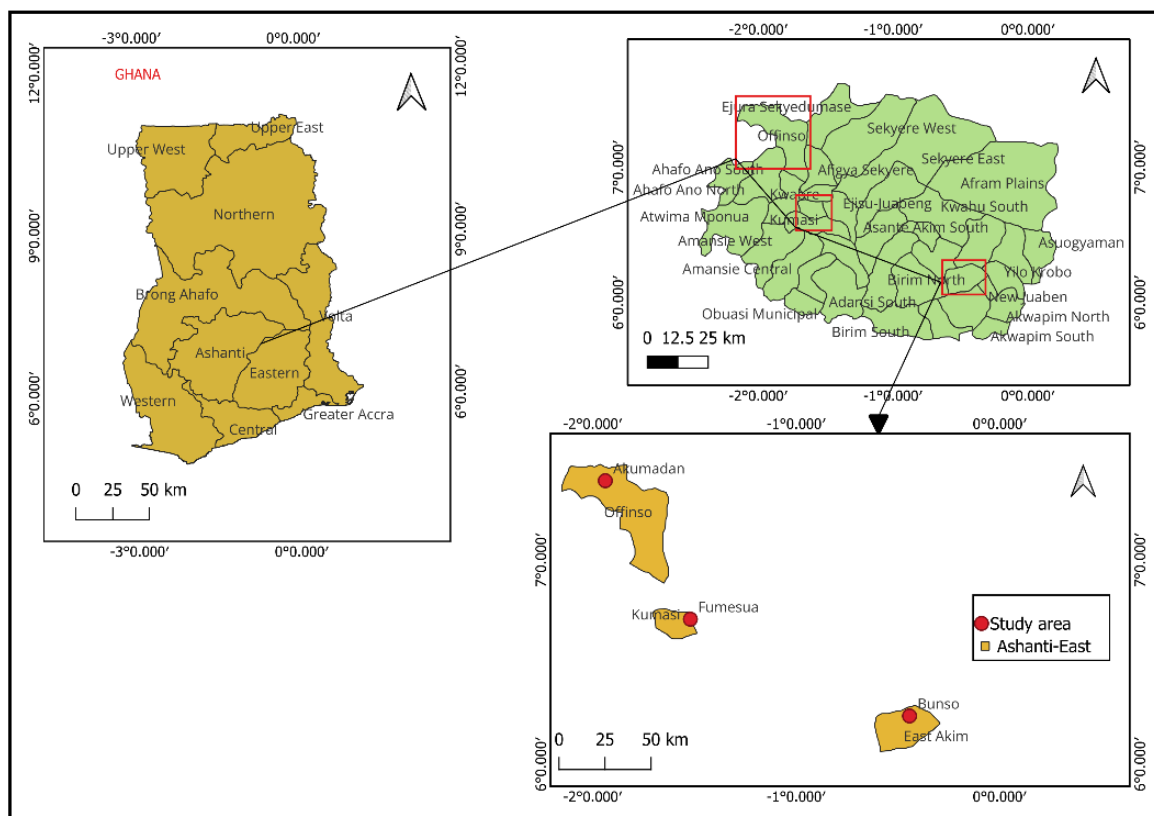 -3°0.000′ 0°0.000′
12°0.000′
12°0.000′
GHANA
Upper East
Upper West
Northern
9°0.000′
9°0.000′
Brong Ahafo
Volta
Ashanti
Eastern
Western
6°0.000′
6°0.000′
Greater Accra
Central
0 25 50 km
-3°0.000′ 0°0.000′
-2°0.000′ -1°0.000′ 0°0.000′
Ejura Sekyedumase
Offinso
Sekyere West
7°0.000′
7°0.000′
Sekyere East
Ahafo Ano South
Afigya Sekyere
Afram Plains
Ahafo Ano North
Kwabre
Ejisu-Juabeng
Kwahu South
Atwima Mponua
Kumasi
Asante Akim South
Amansie West
Asuogyaman
Amansie Central
Birim North
Yilo Krobo
6°0.000′
6°0.000′
Adansi South
New Juaben
Obuasi Municipal
Akwapim North
Birim South
Akwapim South
0 12.5 25 km
-2°0.000′ -1°0.000′ 0°0.000′
-2°0.000′ -1°0.000′ 0°0.000′
Akumadan
Offinso
7°0.000′
7°0.000′
Kumasi
Fumesua
Study area
Ashanti-East
Bunso
East Akim
0 25 50 km
6°0.000′
6°0.000′
-2°0.000′ -1°0.000′ 0°0.000′